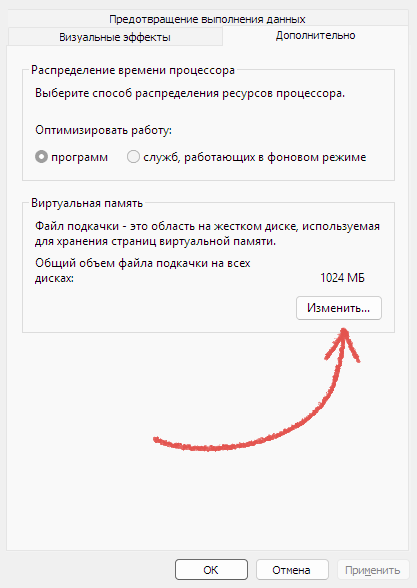 Предотвращение выполнения данных
Визуальные эффекты
Дополнительно
Распределение времени процессора
Выберите способ распределения ресурсов процессора.
Оптимизировать работу:
программ
служб, работающих в фоновом режиме
Виртуальная память
Файл подкачки - это область на жестком диске, используемая
для хранения страниц виртуальной памяти.
Общий объем файла подкачки на всех
дисках:
1024 МБ
Изменить...
ОК
Отмена
Применить